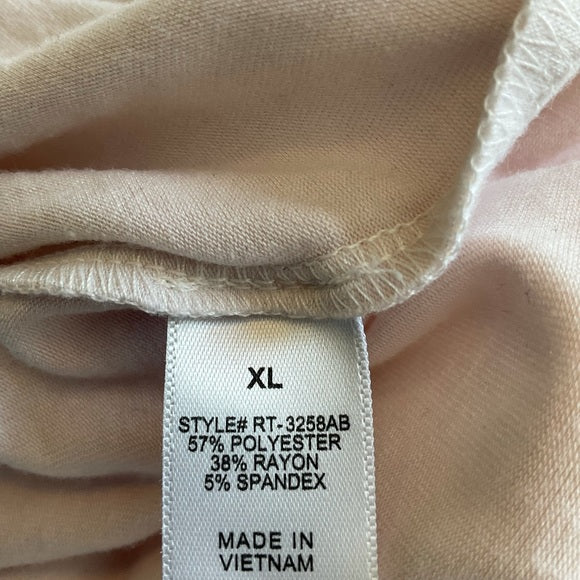 XL
STYLE# RT-3258AB
57% POLYESTER
38% RAYON
5% SPANDEX
MADE IN
VIETNAM